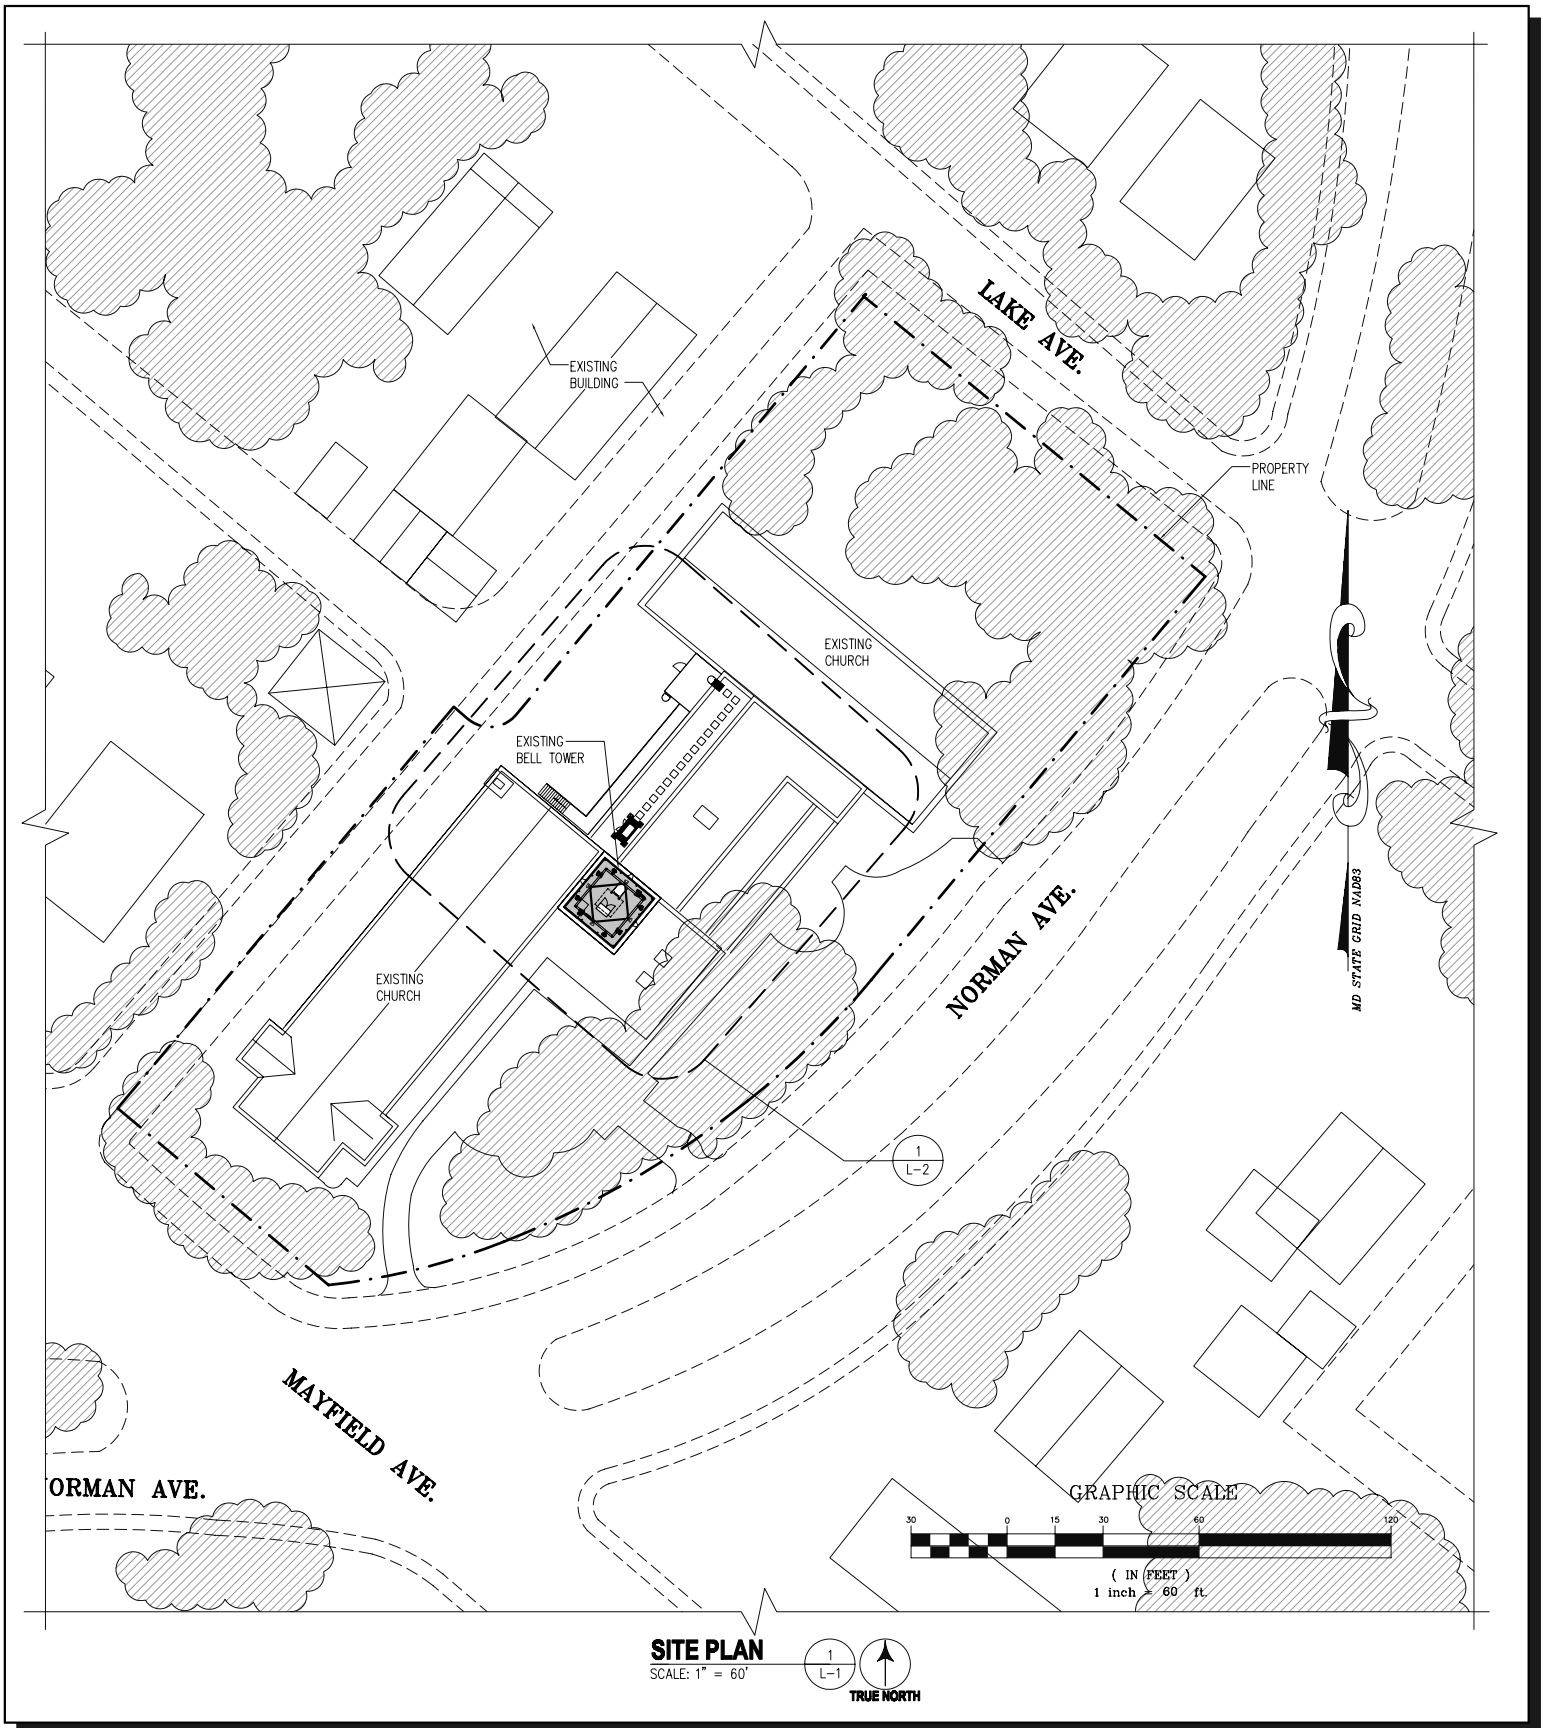 LAKE AVE.
EXISTING
BUILDING
PROPERTY
LINE
EXISTING
CHURCH
EXISTING
BELL TOWER
MD STATE GRID NAD83
NORMAN AVE.
EXISTING
CHURCH
1
L-2
MAYFIELD AVE.
ORMAN AVE.
GRAPHIC SCALE
30 0 15 30 60 120
( IN FEET )
1 inch = 60 ft.
SITE PLAN
SCALE: 1" = 60'
1
L-1
TRUE NORTH